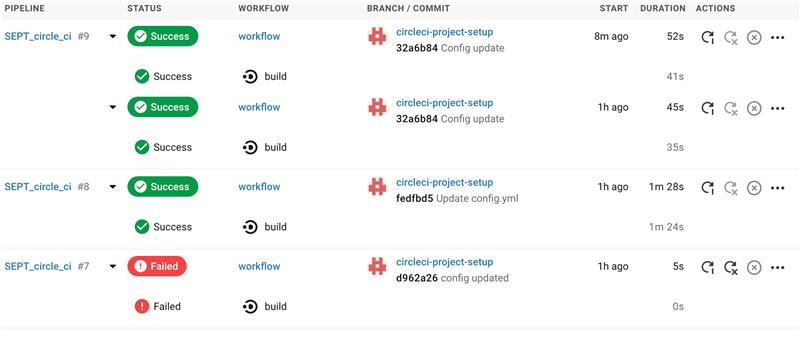 PIPELINE STATUS WORKFLOW BRANCH / COMMIT START DURATION ACTIONS
SEPT_circle_ci #9 Success workflow circleci-project-setup 8m ago 52s
32a6b84 Config update
Success build 41s
Success workflow circleci-project-setup 1h ago 45s
32a6b84 Config update
Success build 35s
SEPT_circle_ci #8 Success workflow circleci-project-setup 1h ago 1m 28s
fedfbd5 Update config.yml
Success build 1m 24s
SEPT_circle_ci #7 Failed workflow circleci-project-setup 1h ago 5s
d962a26 config updated
Failed build 0s